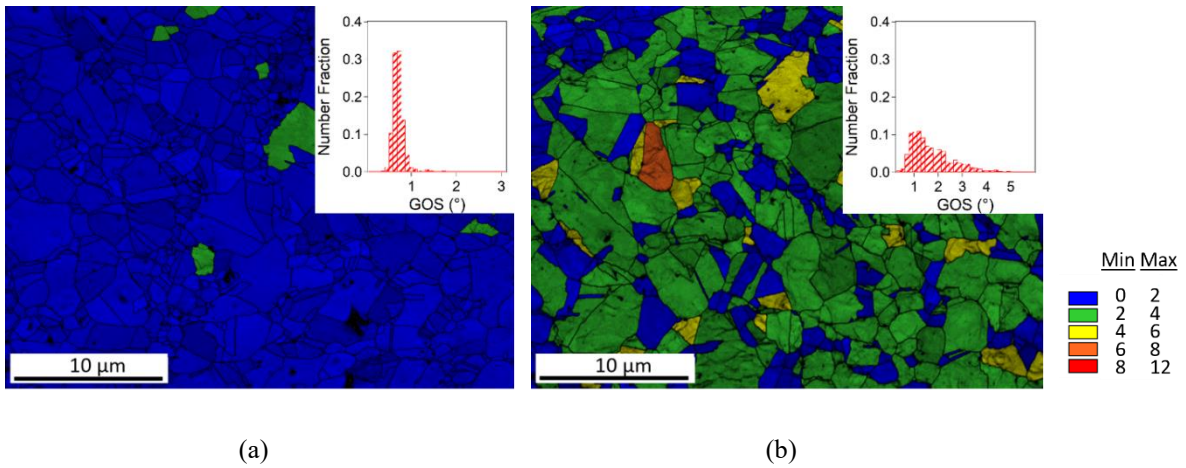 0.4
0.3
0.2
0.1
0.0
Number Fraction
1 2 3
GOS (°)
10 µm
(a)
0.4
0.3
0.2
0.1
0.0
Number Fraction
1 2 3 4 5
GOS (°)
10 µm
(b)
Min Max
0 2
2 4
4 6
6 8
8 12